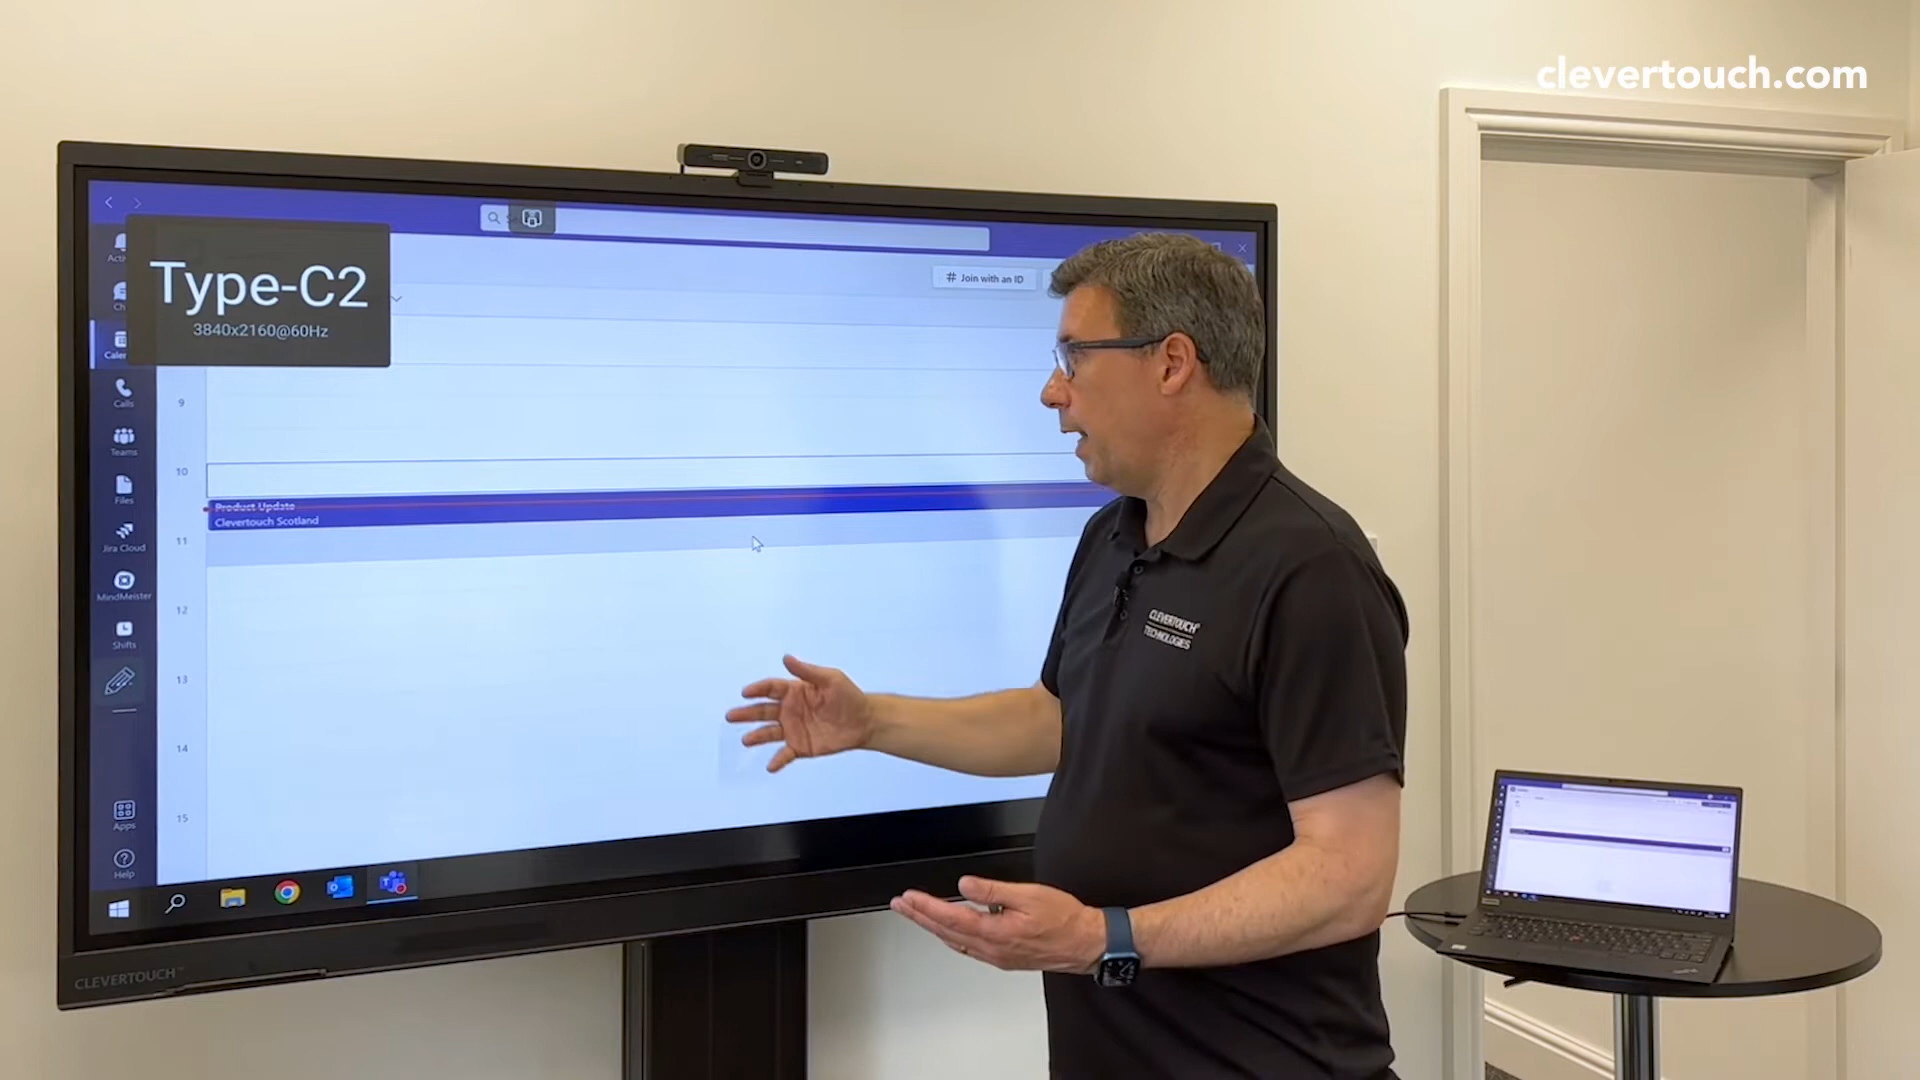 clevertouch.com
Type-C2
3840x2160@60Hz
# Join with an ID
Calls
Teams
Files
Jira Cloud
MindMeister
Shifts
Apps
Help
9
10
11
12
13
14
15
Product Update
Clevertouch Scotland
CLEVERTOUCH™
CLEVERTOUCH®
TECHNOLOGIES